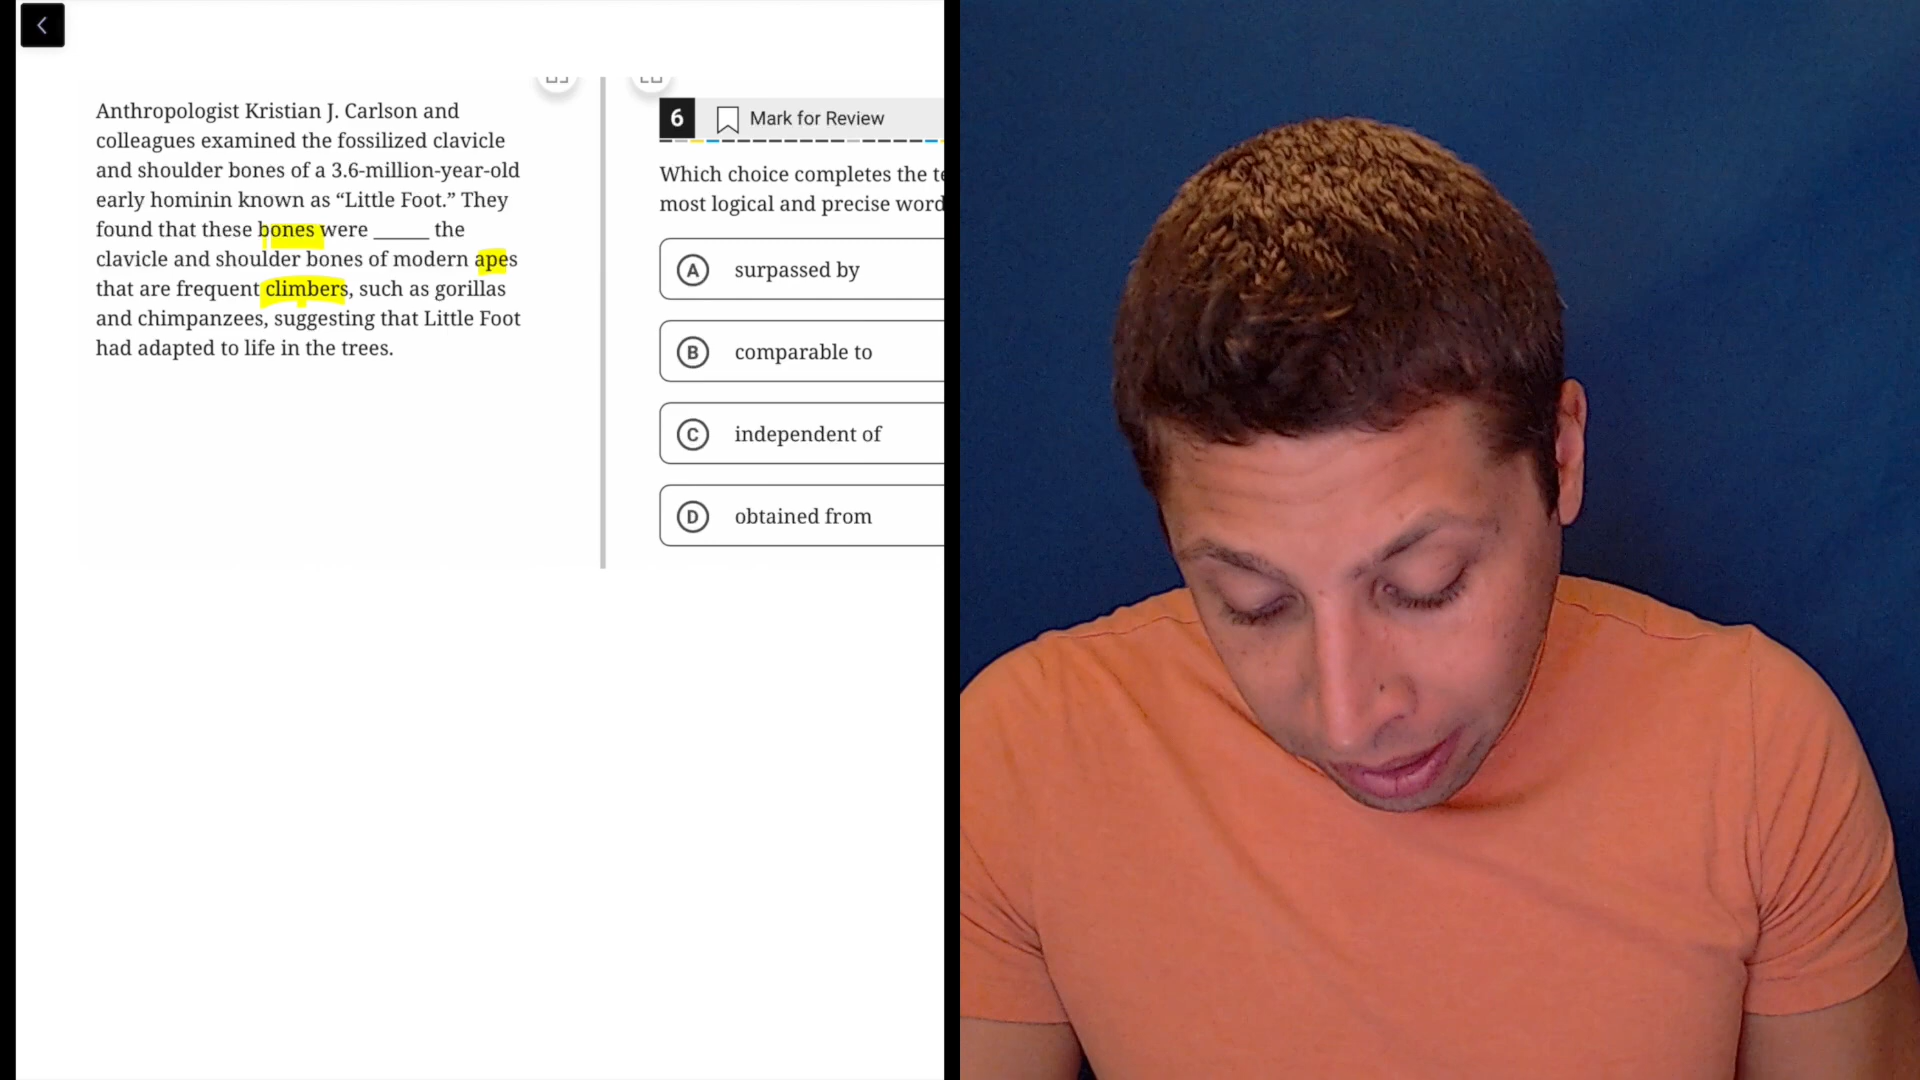 Anthropologist Kristian J. Carlson and
colleagues examined the fossilized clavicle
and shoulder bones of a 3.6-million-year-old
early hominin known as “Little Foot.” They
found that these bones were ______ the
clavicle and shoulder bones of modern apes
that are frequent climbers, such as gorillas
and chimpanzees, suggesting that Little Foot
had adapted to life in the trees.
6 Mark for Review
Which choice completes the
most logical and precise word
A surpassed by
B comparable to
C independent of
D obtained from